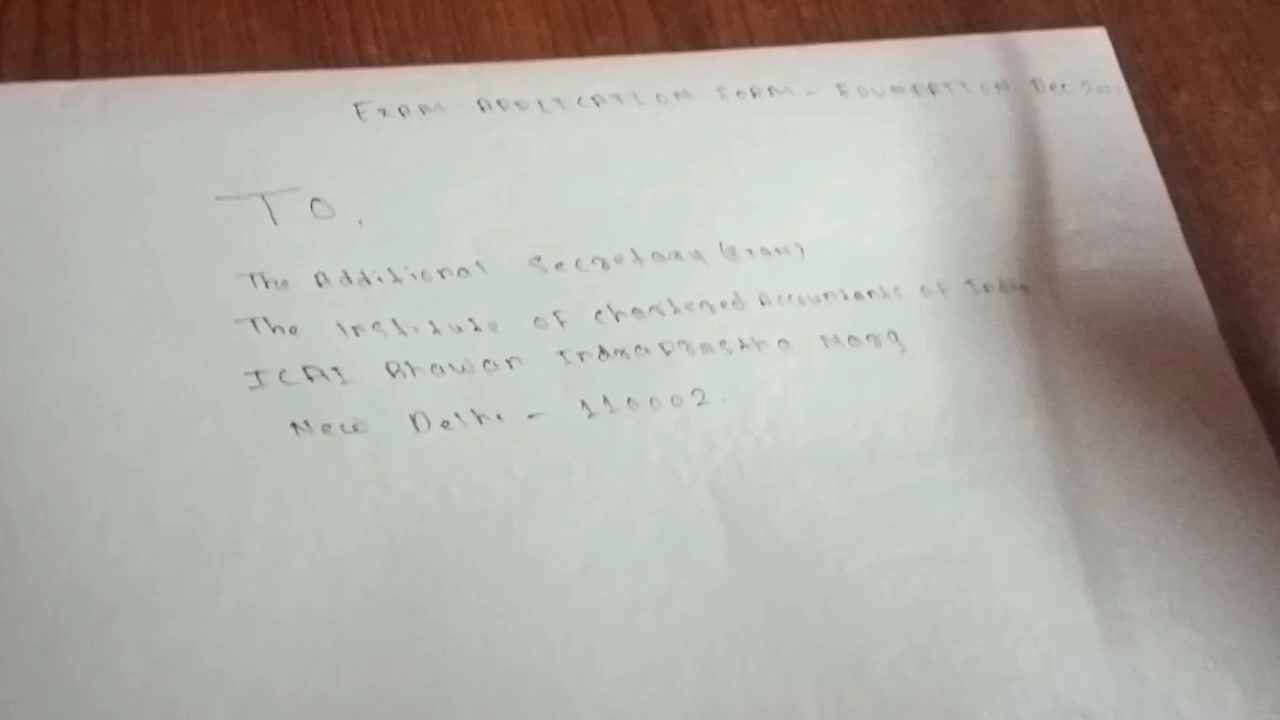 EXAM APPLICATION FORM - FOUNDATION Dec
To,
The Additional Secretary (Exam)
The Institute of Chartered Accountants of India
ICAI Bhawan Indraprastha Marg
New Delhi - 110002.